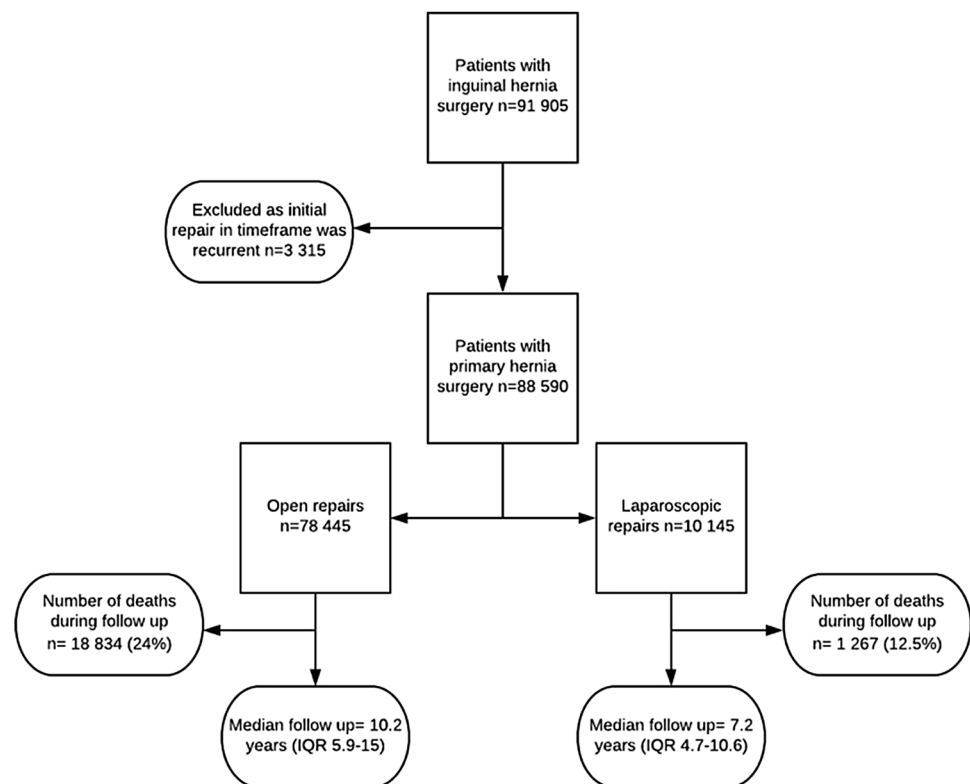 Patients with
inguinal hernia
surgery n=91 905
Excluded as initial
repair in timeframe was
recurrent n=3 315
Patients with
primary hernia
surgery n=88 590
Open repairs
n=78 445
Laparoscopic
repairs n=10 145
Number of deaths
during follow up
n= 18 834 (24%)
Number of deaths
during follow up
n= 1 267 (12.5%)
Median follow up= 10.2
years (IQR 5.9-15)
Median follow up= 7.2
years (IQR 4.7-10.6)